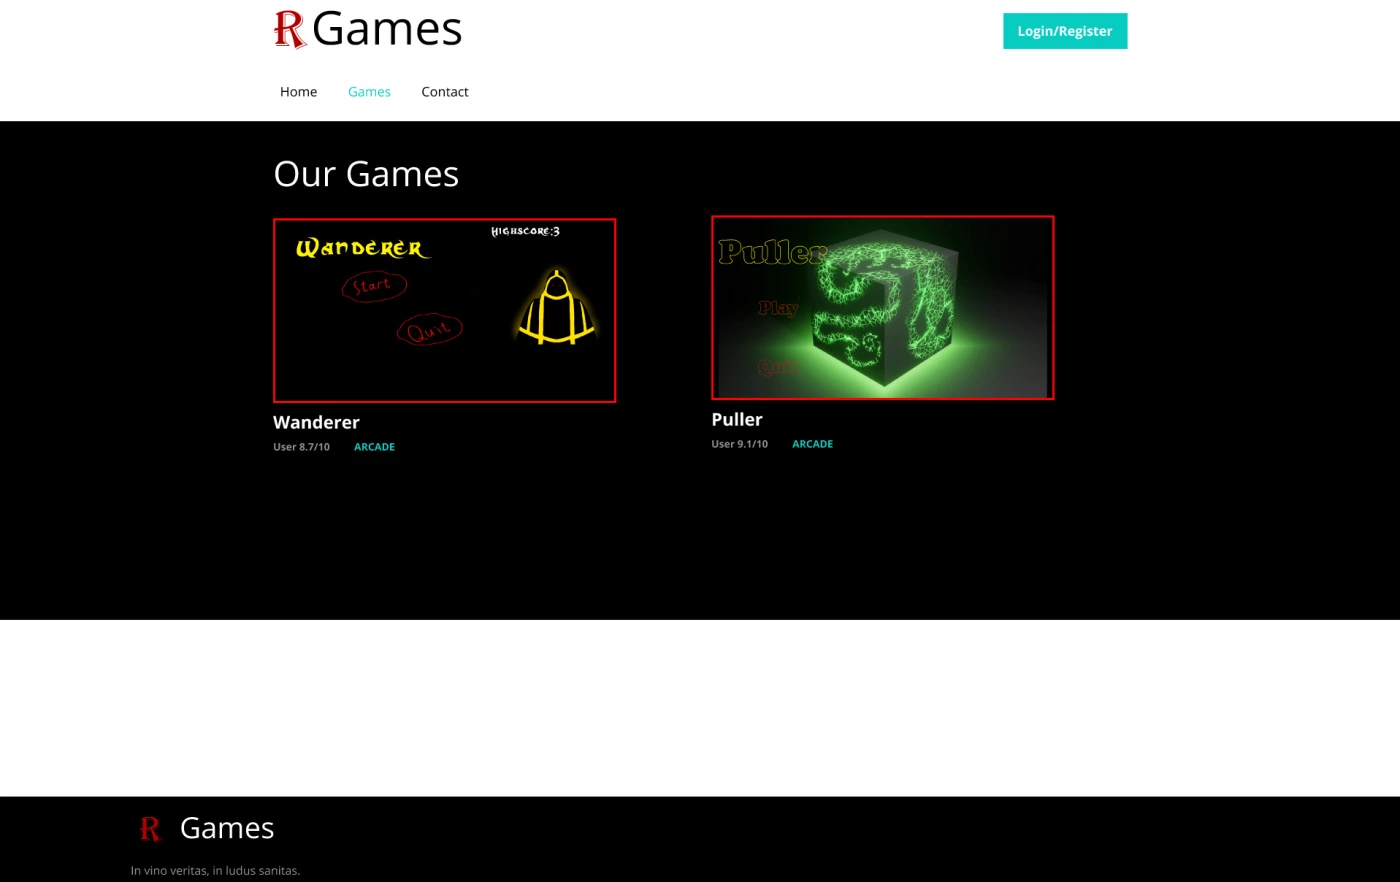 R Games
Login/Register
Home Games Contact
Our Games
Wanderer
Highscore:3
Start
Quit
Puller
Play
Quit
Wanderer
User 8.7/10 ARCADE
Puller
User 9.1/10 ARCADE
R Games
In vino veritas, in ludus sanitas.